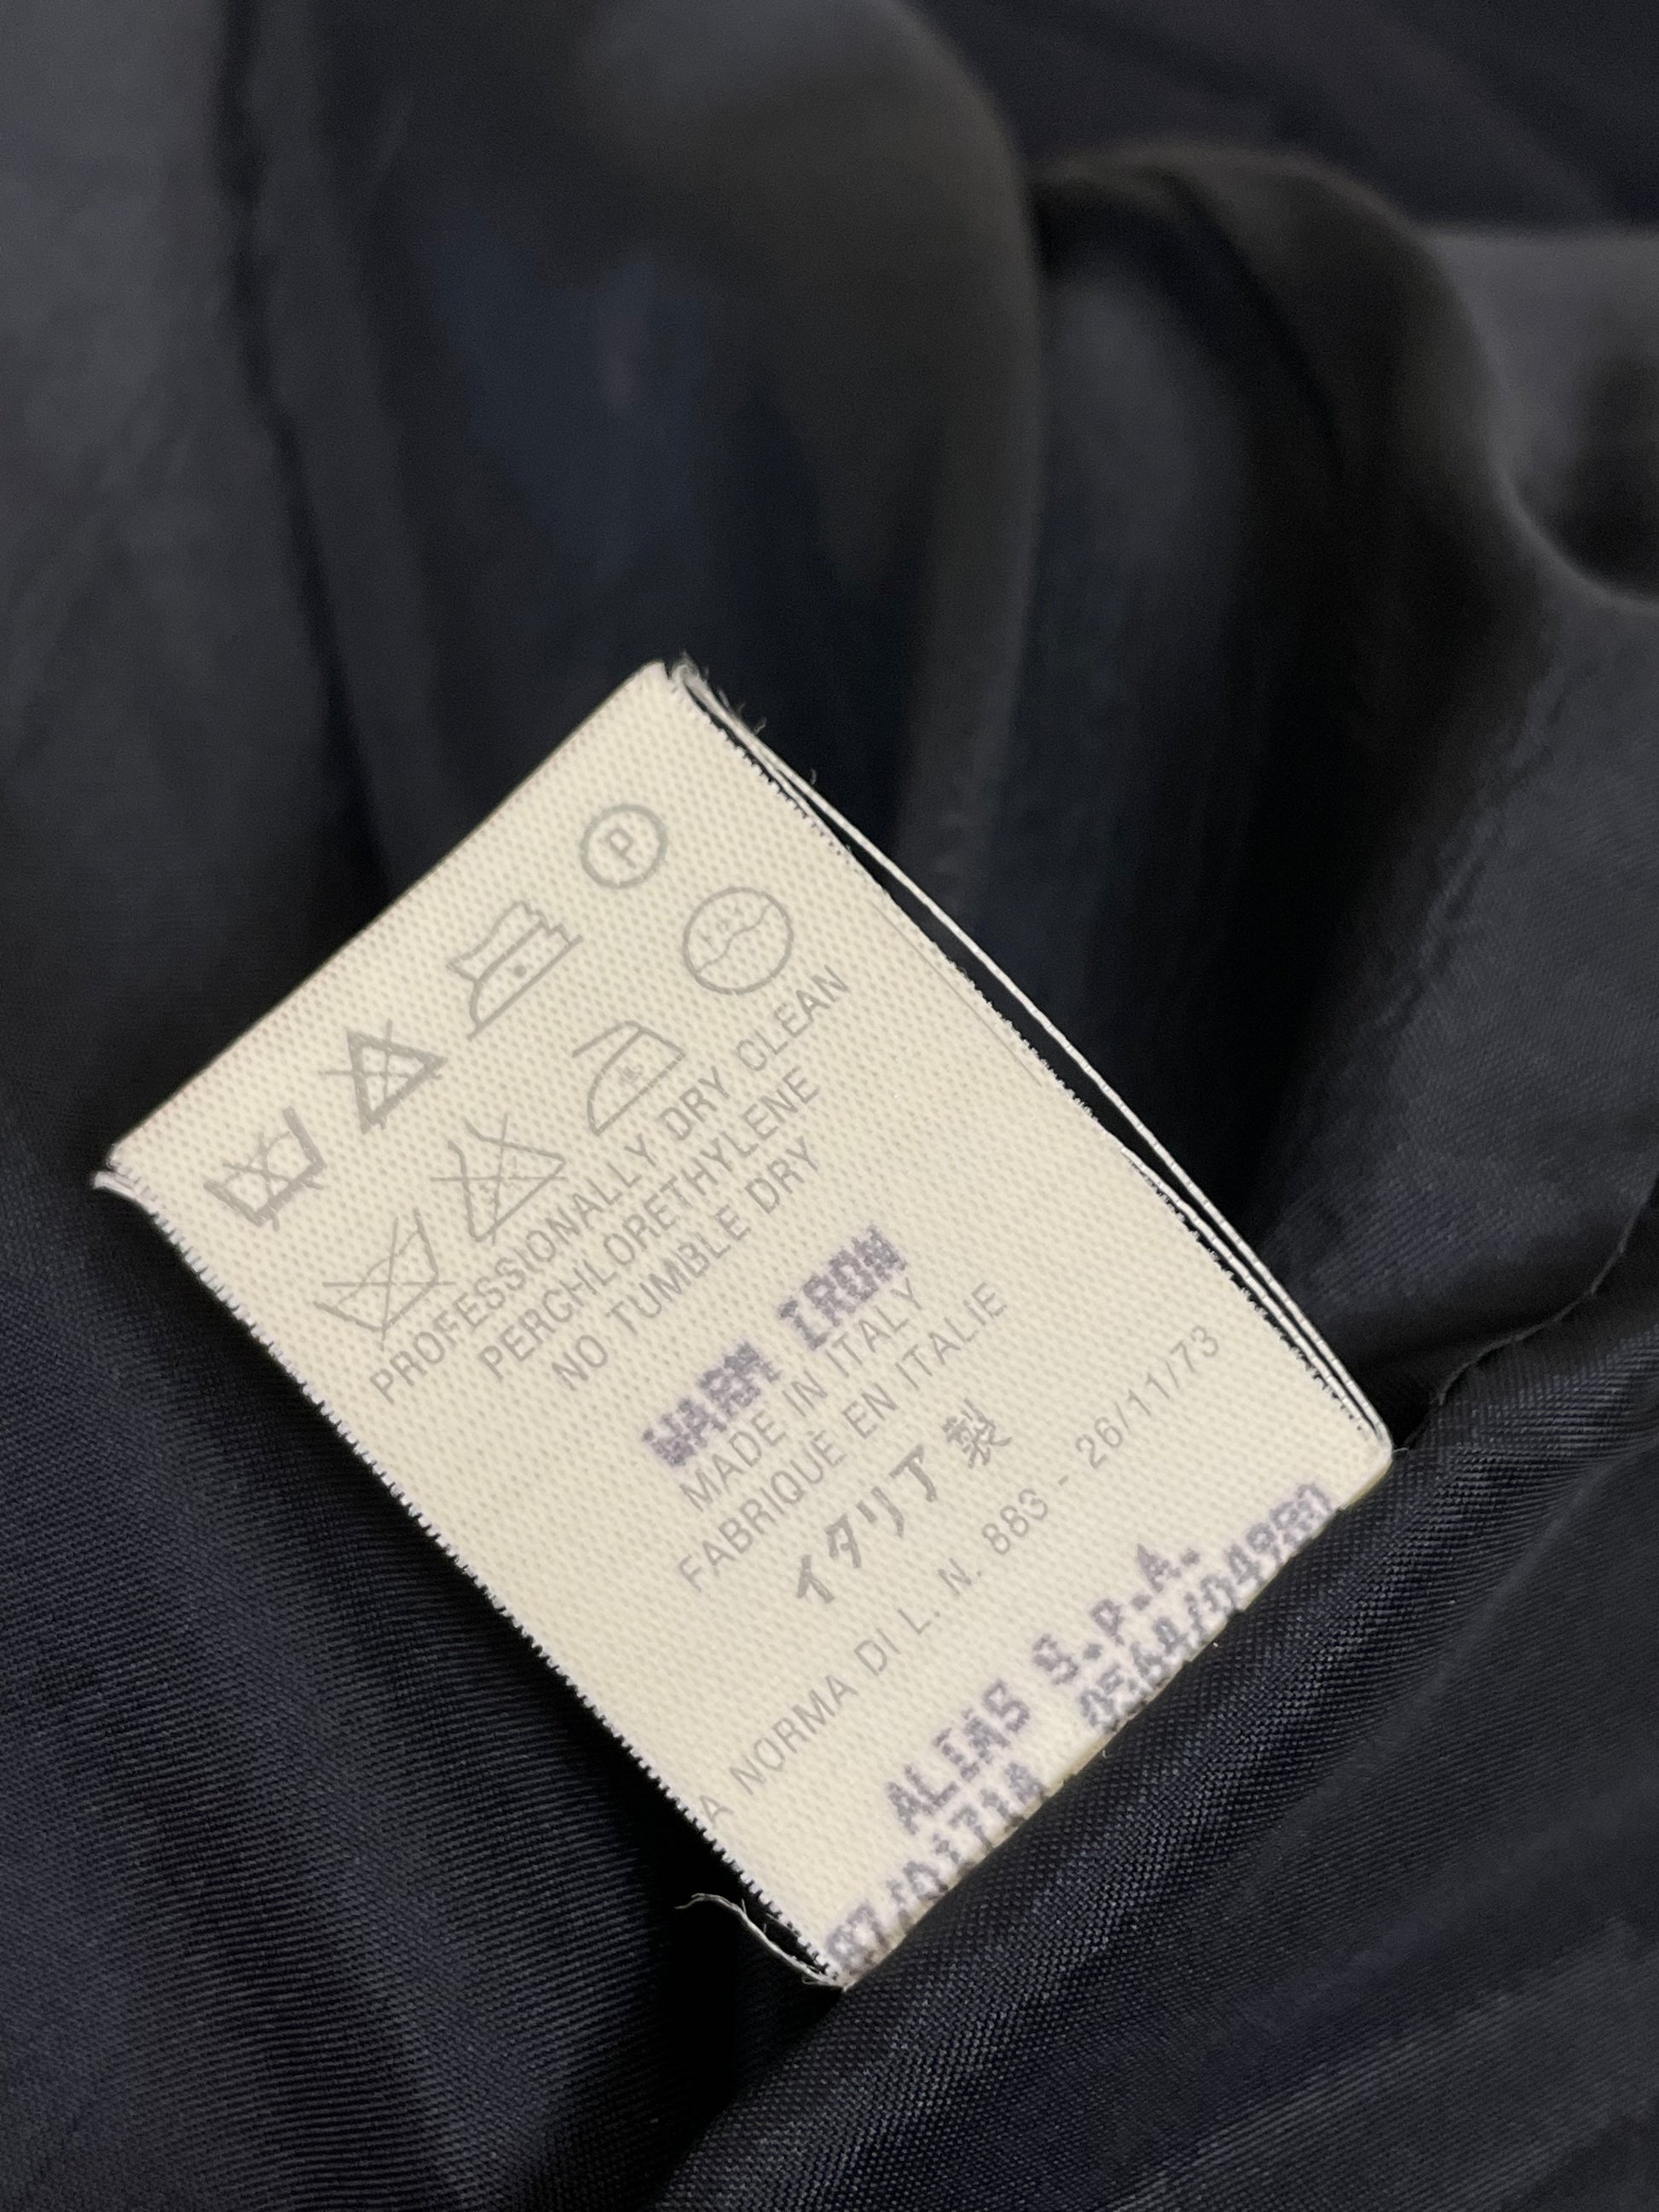 P
PROFESSIONALLY DRY CLEAN
PERCHLORETHYLENE
NO TUMBLE DRY
WARM IRON
MADE IN ITALY
FABRIQUÈ EN ITALIE
イタリア製
A NORMA DI L. N. 883 - 26/11/73
ALIAS S.p.A.